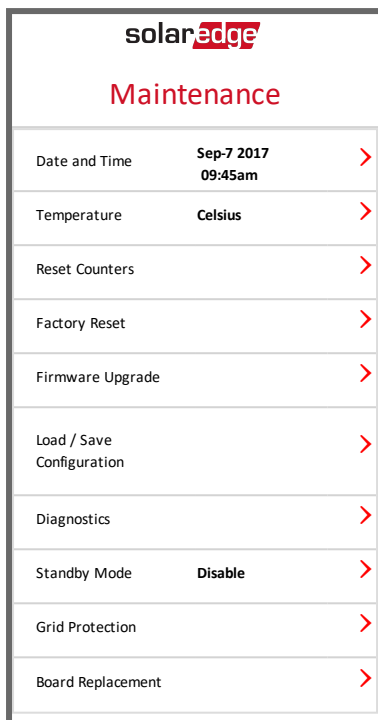 solaredge
Maintenance
Date and Time Sep-7 2017
09:45am
Temperature Celsius
Reset Counters
Factory Reset
Firmware Upgrade
Load / Save
Configuration
Diagnostics
Standby Mode Disable
Grid Protection
Board Replacement